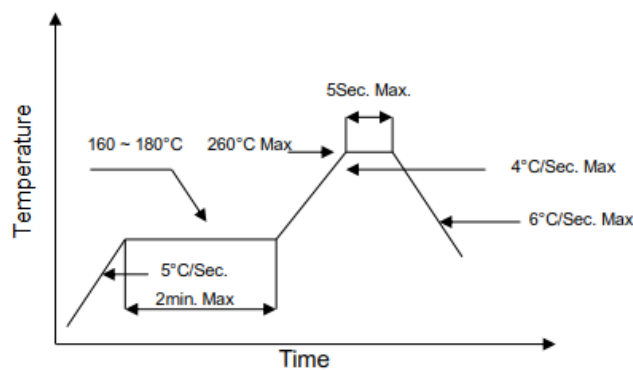 5Sec. Max.
160 ~ 180°C
260°C Max
4°C/Sec. Max
6°C/Sec. Max
5°C/Sec.
2min. Max
Temperature
Time